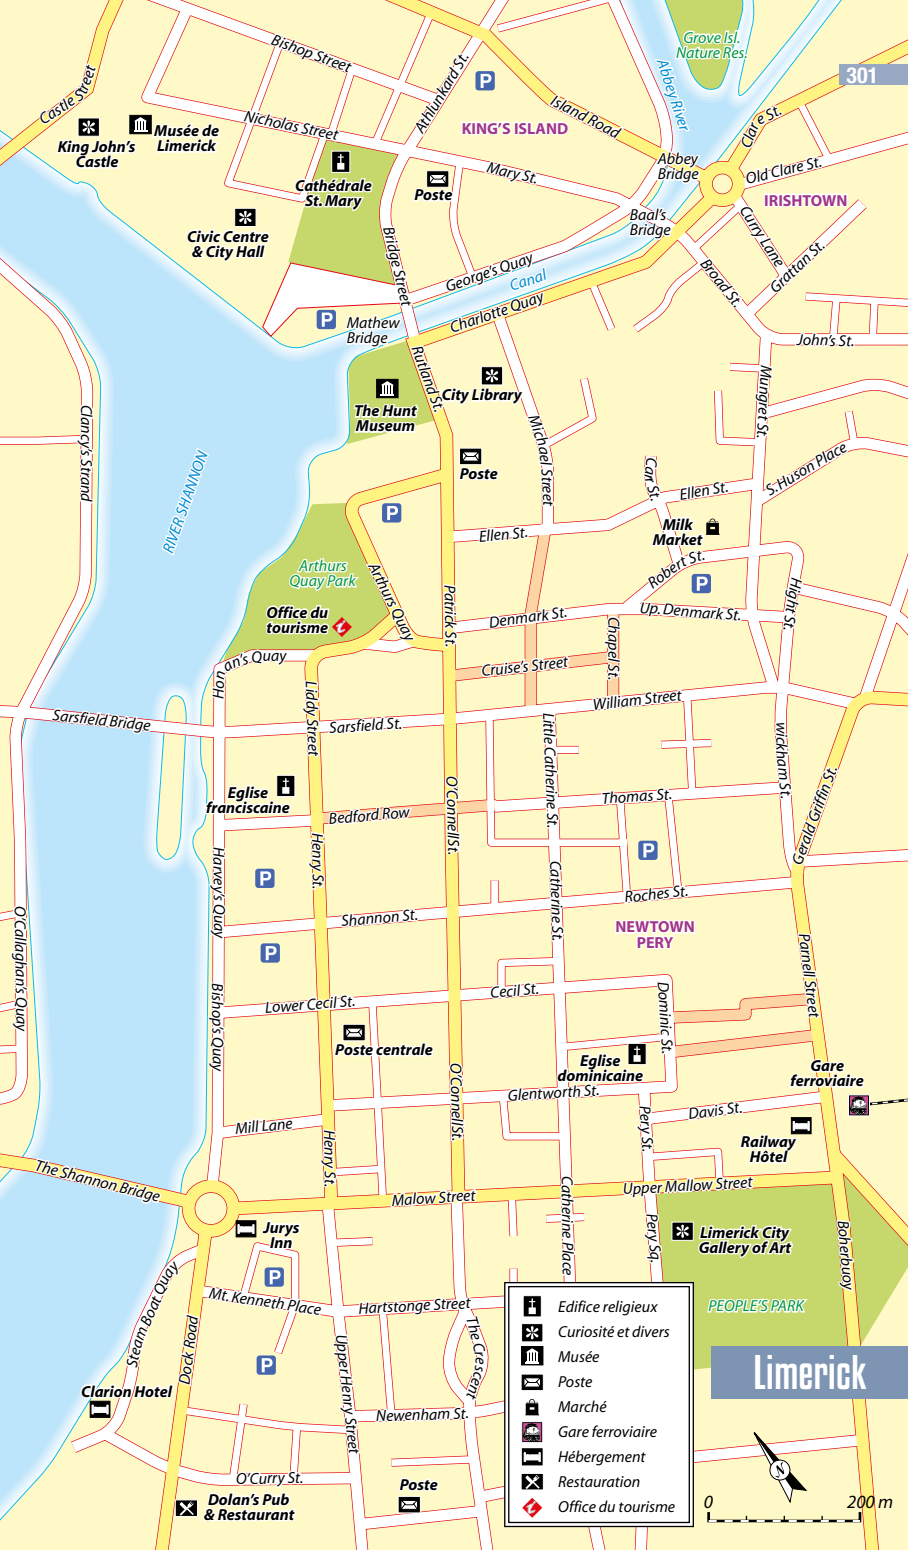 Grove Isl.
Nature Res.
301
Bishop Street
Castle Street
Athlunkard St.
P
Abbey River
Island Road
Clare St.
KING'S ISLAND
Nicholas Street
King John's
Castle
Musée de
Limerick
Cathédrale
St. Mary
Poste
Mary St.
Abbey
Bridge
Old Clare St.
IRISHTOWN
Baal's
Bridge
Curry Lane
Civic Centre
& City Hall
Bridge Street
George's Quay
Canal
Charlotte Quay
Broad St.
Grattan St.
P
Mathew
Bridge
John's St.
Rutland St.
City Library
The Hunt
Museum
Mungret St.
Michael Street
Clancy's Strand
RIVER SHANNON
Poste
S.Huson Place
Carr St.
Ellen St.
P
Ellen St.
Milk
Market
Robert St.
Arthurs
Quay Park
P
Arthurs Quay
Office du
tourisme
Patrick St.
Denmark St.
Up. Denmark St.
Hight St.
Chapel St.
Honan's Quay
Cruise's Street
Liddy Street
William Street
Sarsfield Bridge
Sarsfield St.
Little Catherine St.
wickham St.
Eglise
franciscaine
Bedford Row
O'Connell St.
Thomas St.
Gerald Griffin St.
Harvey's Quay
Henry St.
P
P
Catherine St.
Roches St.
Shannon St.
NEWTOWN
PERY
O'Callaghan's Quay
P
Parnell Street
Bishop's Quay
Lower Cecil St.
Cecil St.
Dominic St.
Poste centrale
Eglise
dominicaine
Gare
ferroviaire
O'Connell St.
Glentworth St.
Mill Lane
Pery St.
Davis St.
Railway
Hôtel
Henry St.
The Shannon Bridge
Malow Street
Upper Mallow Street
Catherine Place
Pery Sq.
Jurys
Inn
Limerick City
Gallery of Art
Boherbuoy
P
Steam Boat Quay
Mt. Kenneth Place
Hartstonge Street
PEOPLE'S PARK
Dock Road
P
Upper Henry Street
The Crescent
Clarion Hotel
Newenham St.
O'Curry St.
Poste
Dolan's Pub
& Restaurant
Edifice religieux
Curiosité et divers
Musée
Poste
Marché
Gare ferroviaire
Hébergement
Restauration
Office du tourisme
Limerick
N
0 200 m